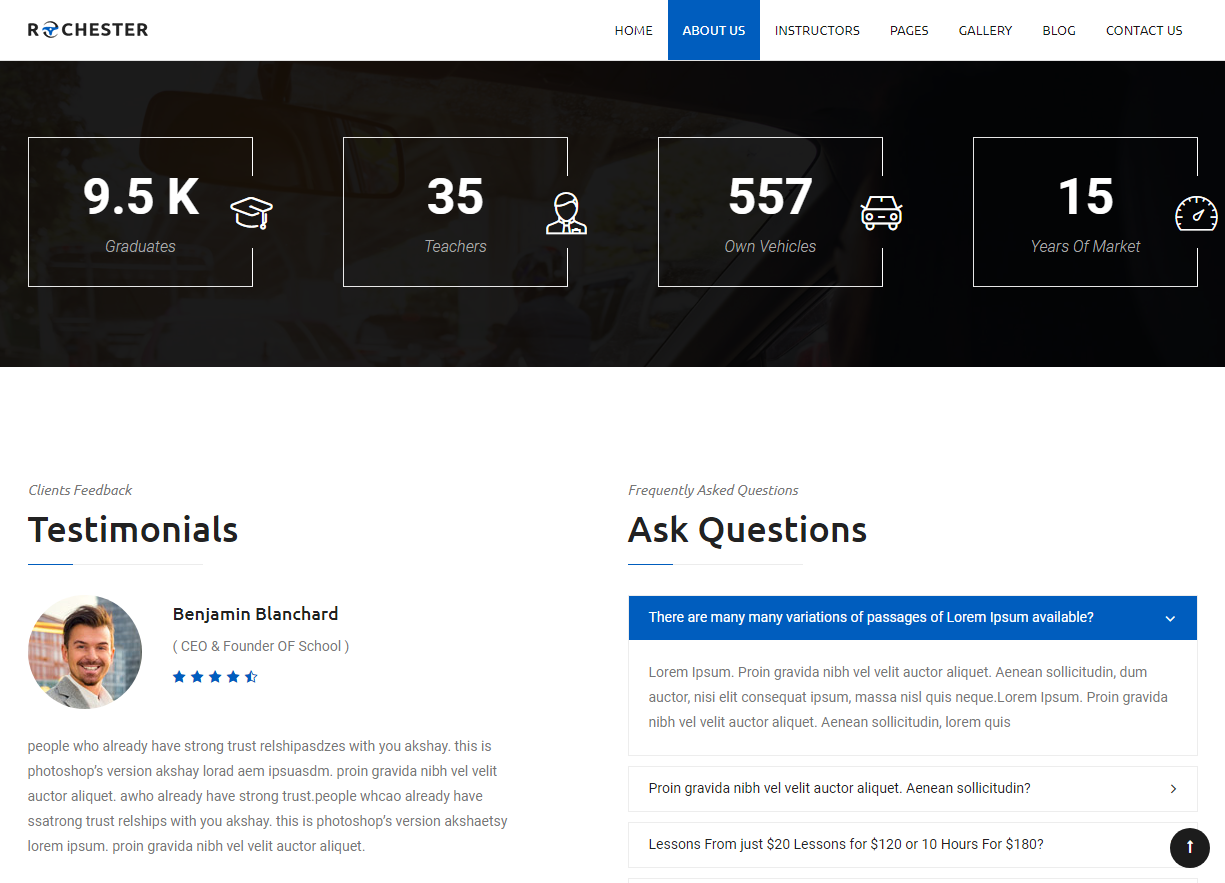 ROCHESTER
HOME ABOUT US INSTRUCTORS PAGES GALLERY BLOG CONTACT US
9.5 K
Graduates
35
Teachers
557
Own Vehicles
15
Years Of Market
Clients Feedback
Testimonials
Benjamin Blanchard
( CEO & Founder OF School )
people who already have strong trust relshipasdzes with you akshay. this is
photoshop’s version akshay lorad aem ipsuasdm. proin gravida nibh vel velit
auctor aliquet. awho already have strong trust.people whcao already have
ssatrong trust relships with you akshay. this is photoshop’s version akshaetsy
lorem ipsum. proin gravida nibh vel velit auctor aliquet.
Frequently Asked Questions
Ask Questions
There are many many variations of passages of Lorem Ipsum available?
Lorem Ipsum. Proin gravida nibh vel velit auctor aliquet. Aenean sollicitudin, dum
auctor, nisi elit consequat ipsum, massa nisl quis neque.Lorem Ipsum. Proin gravida
nibh vel velit auctor aliquet. Aenean sollicitudin, lorem quis
Proin gravida nibh vel velit auctor aliquet. Aenean sollicitudin?
Lessons From just $20 Lessons for $120 or 10 Hours For $180?